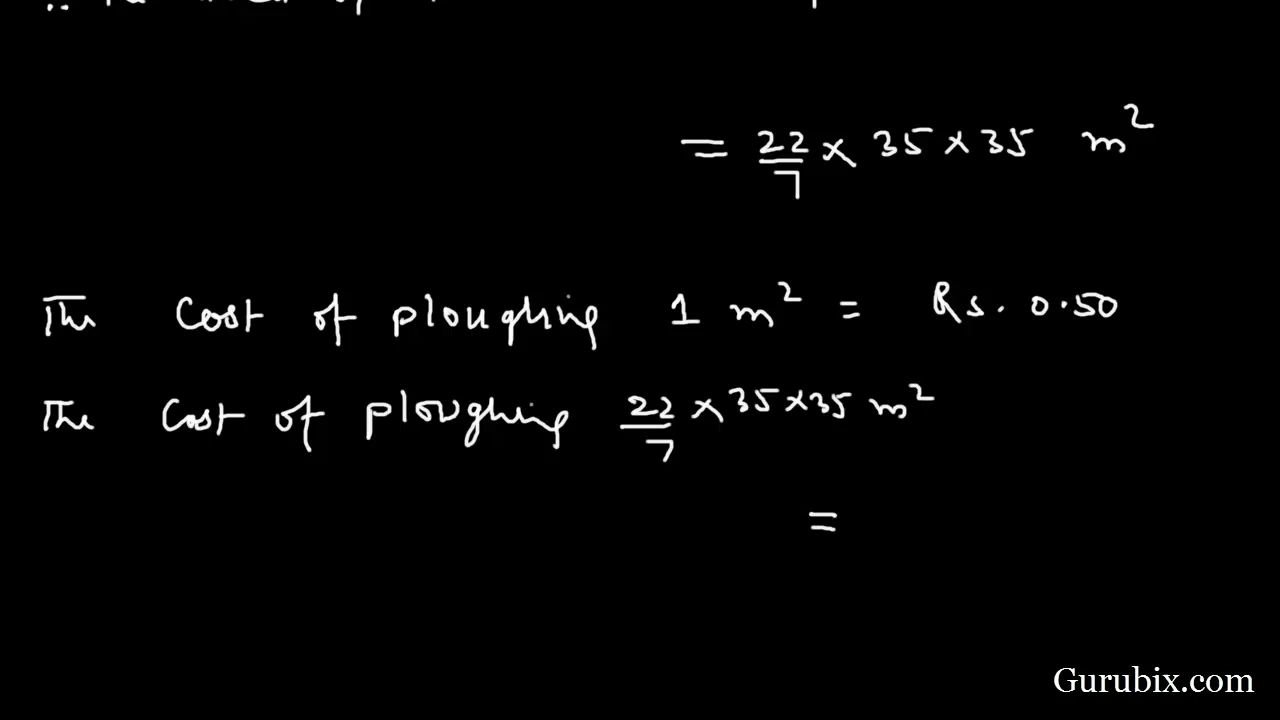 = 22/7 × 35 × 35 m²
The cost of ploughing 1 m² = Rs. 0.50
The cost of ploughing 22/7 × 35 × 35 m²
=
Gurubix.com